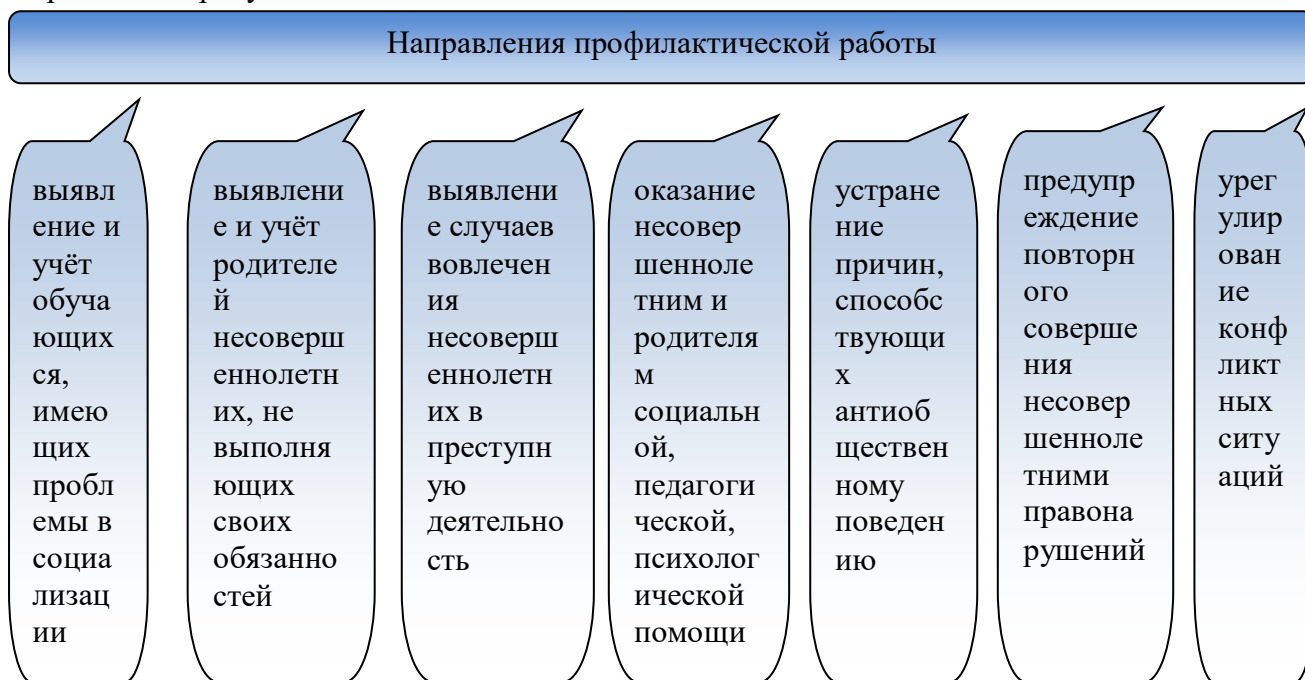 Направления профилактической работы
выявл
ение и
учёт
обуча
ющих
ся,
имею
щих
пробл
емы в
социа
лизац
ии
выявлени
е и учёт
родителе
й
несоверш
еннолетн
их, не
выполня
ющих
своих
обязанно
стей
выявлени
е случаев
вовлечен
ия
несоверш
еннолетн
их в
преступн
ую
деятельно
сть
оказание
несовер
шенноле
тним и
родителя
м
социальн
ой,
педагоги
ческой,
психолог
ической
помощи
устране
ние
причин,
способс
твующи
х
антиоб
ществен
ному
поведен
ию
предупр
еждение
повторн
ого
соверше
ния
несовер
шенноле
тними
правона
рушений
урег
улир
ован
ие
конф
ликт
ных
ситу
аций